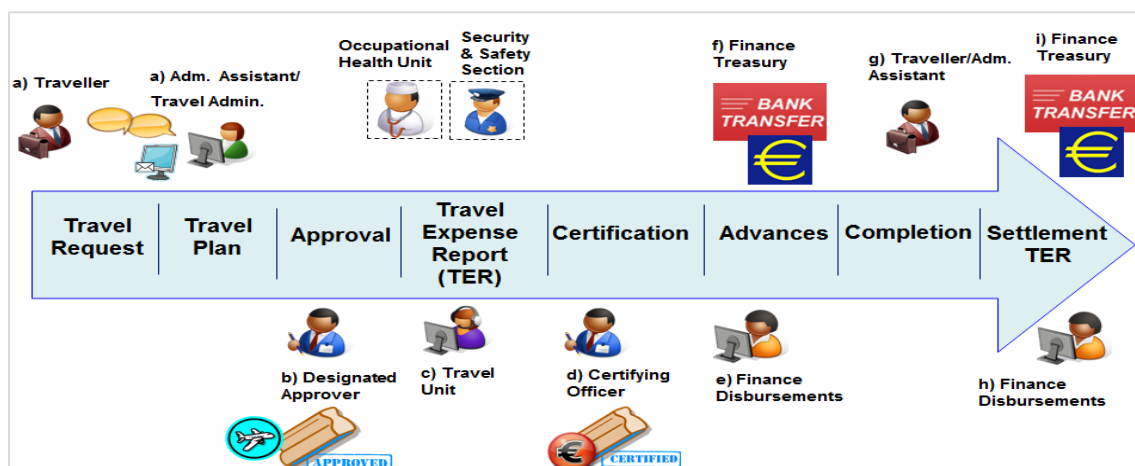 a) Traveller
a) Adm. Assistant/
Travel Admin.
Occupational
Health Unit
Security
& Safety
Section
f) Finance
Treasury
BANK
TRANSFER
€
g) Traveller/Adm.
Assistant
i) Finance
Treasury
BANK
TRANSFER
€
Travel
Request
Travel
Plan
Approval
Travel
Expense
Report
(TER)
Certification
Advances
Completion
Settlement
TER
b) Designated
Approver
APPROVED
c) Travel
Unit
d) Certifying
Officer
€
CERTIFIED
e) Finance
Disbursements
h) Finance
Disbursements